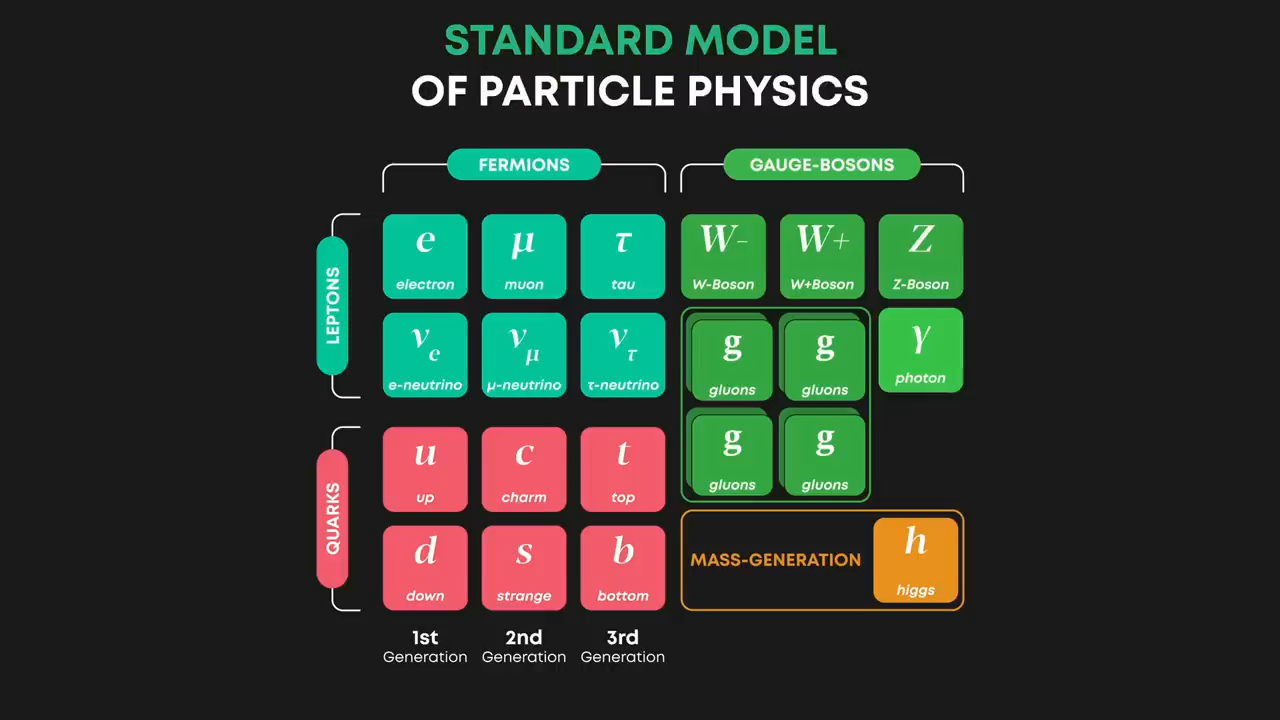 STANDARD MODEL
OF PARTICLE PHYSICS
FERMIONS
GAUGE-BOSONS
LEPTONS
e
electron
μ
muon
τ
tau
W-
W-Boson
W+
W+Boson
Z
Z-Boson
νe
e-neutrino
νμ
μ-neutrino
ντ
τ-neutrino
g
gluons
g
gluons
γ
photon
g
gluons
g
gluons
QUARKS
u
up
c
charm
t
top
d
down
s
strange
b
bottom
MASS-GENERATION
h
higgs
1st
Generation
2nd
Generation
3rd
Generation